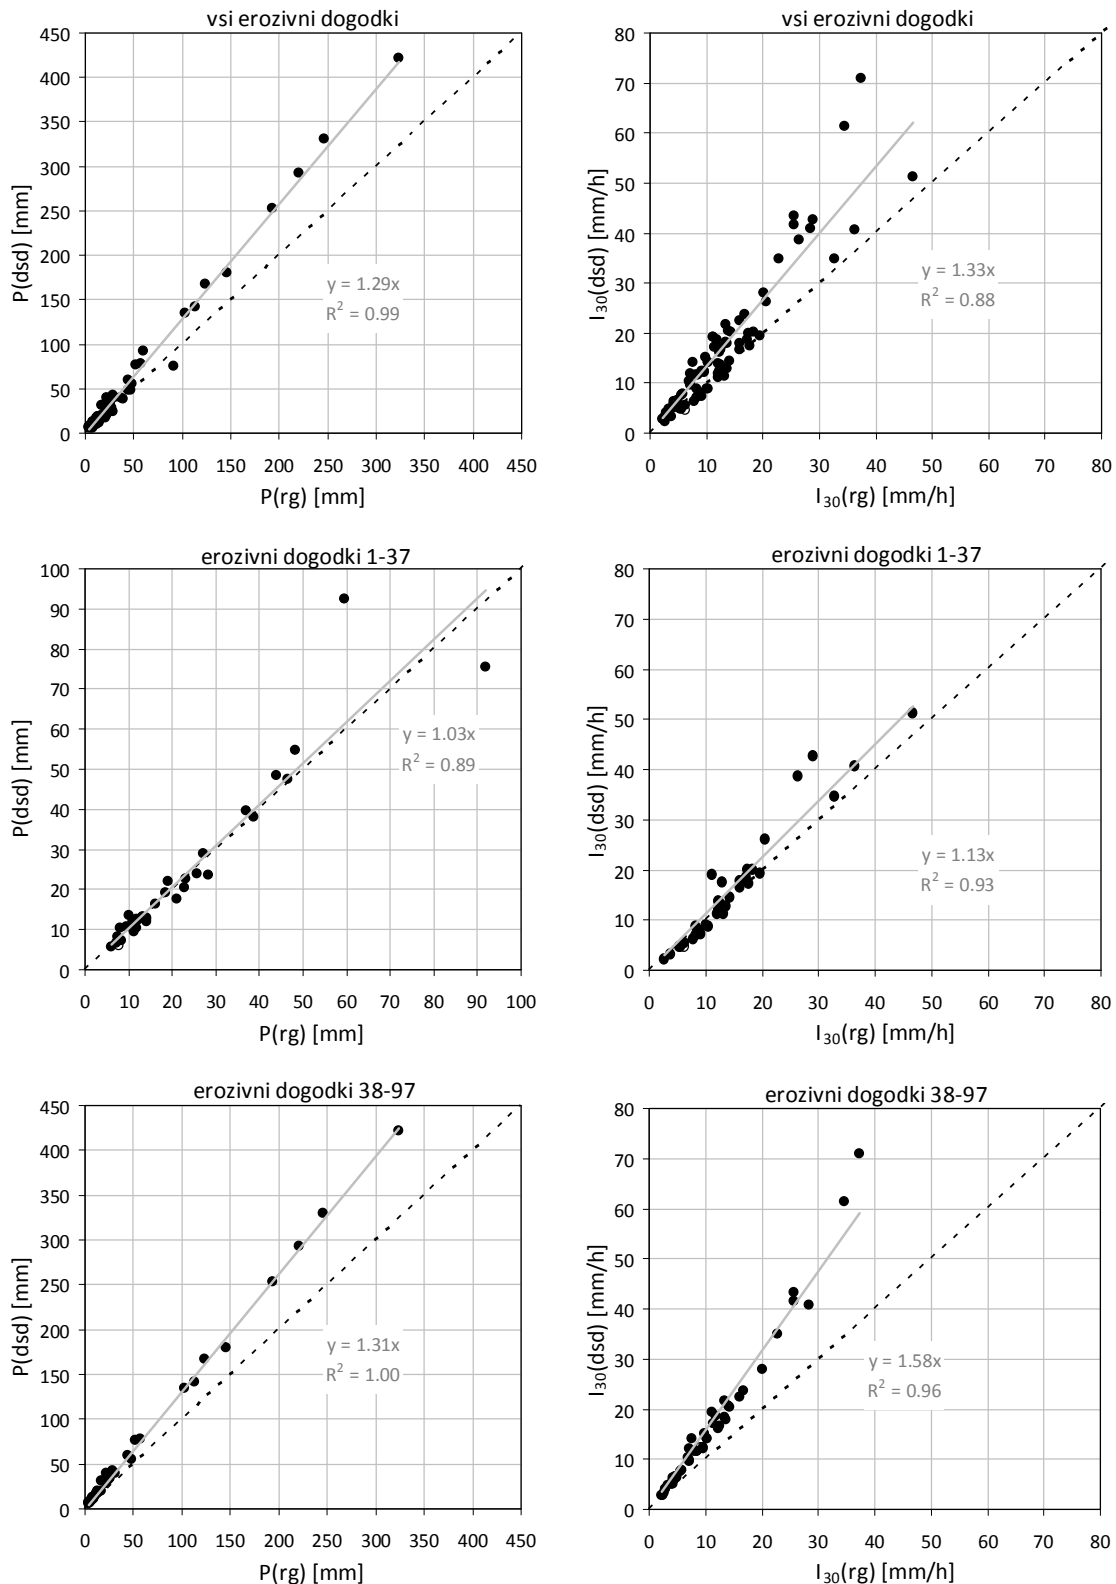 vsi erozivni dogodki
450
400
350
300
250
200
150
100
50
0
P(dsd) [mm]
y = 1.29x
R² = 0.99
0 50 100 150 200 250 300 350 400 450
P(rg) [mm]
vsi erozivni dogodki
80
70
60
50
40
30
20
10
0
I₃₀(dsd) [mm/h]
y = 1.33x
R² = 0.88
0 10 20 30 40 50 60 70 80
I₃₀(rg) [mm/h]
erozivni dogodki 1-37
100
90
80
70
60
50
40
30
20
10
0
P(dsd) [mm]
y = 1.03x
R² = 0.89
0 10 20 30 40 50 60 70 80 90 100
P(rg) [mm]
erozivni dogodki 1-37
80
70
60
50
40
30
20
10
0
I₃₀(dsd) [mm/h]
y = 1.13x
R² = 0.93
0 10 20 30 40 50 60 70 80
I₃₀(rg) [mm/h]
erozivni dogodki 38-97
450
400
350
300
250
200
150
100
50
0
P(dsd) [mm]
y = 1.31x
R² = 1.00
0 50 100 150 200 250 300 350 400 450
P(rg) [mm]
erozivni dogodki 38-97
80
70
60
50
40
30
20
10
0
I₃₀(dsd) [mm/h]
y = 1.58x
R² = 0.96
0 10 20 30 40 50 60 70 80
I₃₀(rg) [mm/h]